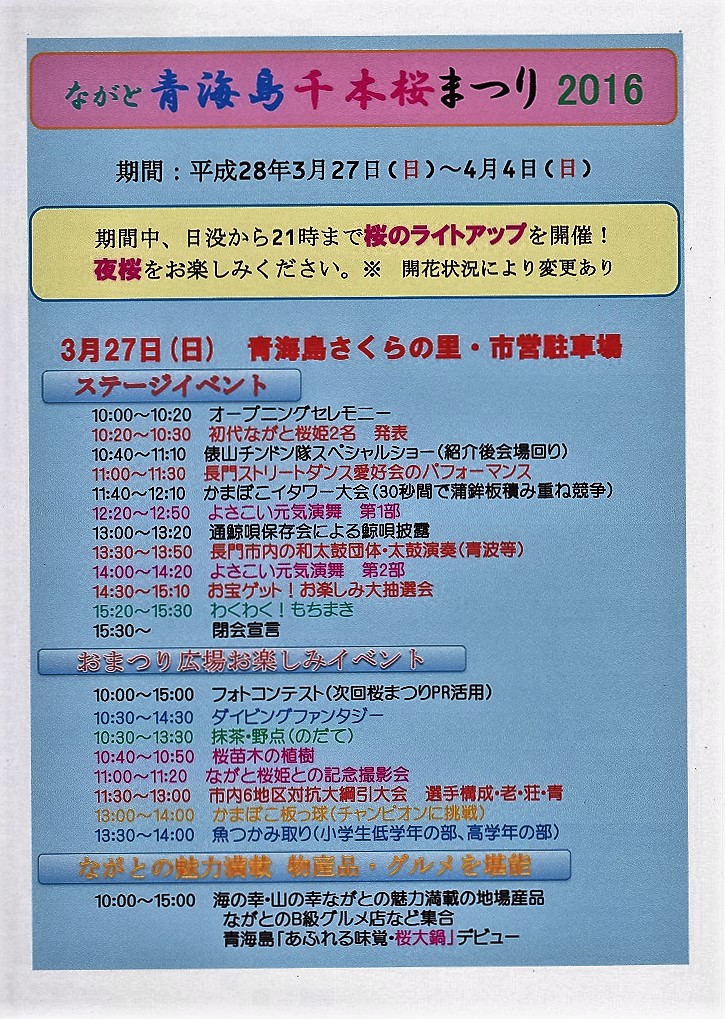 ながと青海島千本桜まつり 2016
期間：平成28年3月27日(日)～4月4日(日)
期間中、日没から21時まで桜のライトアップを開催！
夜桜をお楽しみください。※ 開花状況により変更あり
3月27日(日) 青海島さくらの里・市営駐車場
ステージイベント
10:00～10:20 オープニングセレモニー
10:20～10:30 初代ながと桜姫2名 発表
10:40～11:10 俵山チンドン隊スペシャルショー(紹介後会場回り)
11:00～11:30 長門ストリートダンス愛好会のパフォーマンス
11:40～12:10 かまぼこイタワー大会(30秒間で蒲鉾板積み重ね競争)
12:20～12:50 よさこい元気演舞 第1部
13:00～13:20 通鯨唄保存会による鯨唄披露
13:30～13:50 長門市内の和太鼓団体・太鼓演奏(青波等)
14:00～14:20 よさこい元気演舞 第2部
14:30～15:10 お宝ゲット！お楽しみ大抽選会
15:20～15:30 わくわく！もちまき
15:30～ 閉会宣言
おまつり広場お楽しみイベント
10:00～15:00 フォトコンテスト(次回桜まつりPR活用)
10:30～14:30 ダイビングファンタジー
10:30～13:30 抹茶・野点(のだて)
10:40～10:50 桜苗木の植樹
11:00～11:20 ながと桜姫との記念撮影会
11:30～13:00 市内6地区対抗大綱引大会 選手構成・老・荘・青
13:00～14:00 かまぼこ板っ球(チャンピオンに挑戦)
13:30～14:00 魚つかみ取り(小学生低学年の部、高学年の部)
ながとの魅力満載 物産品・グルメを堪能
10:00～15:00 海の幸・山の幸ながとの魅力満載の地場産品
ながとのB級グルメ店など集合
青海島「あふれる味覚・桜大鍋」デビュー